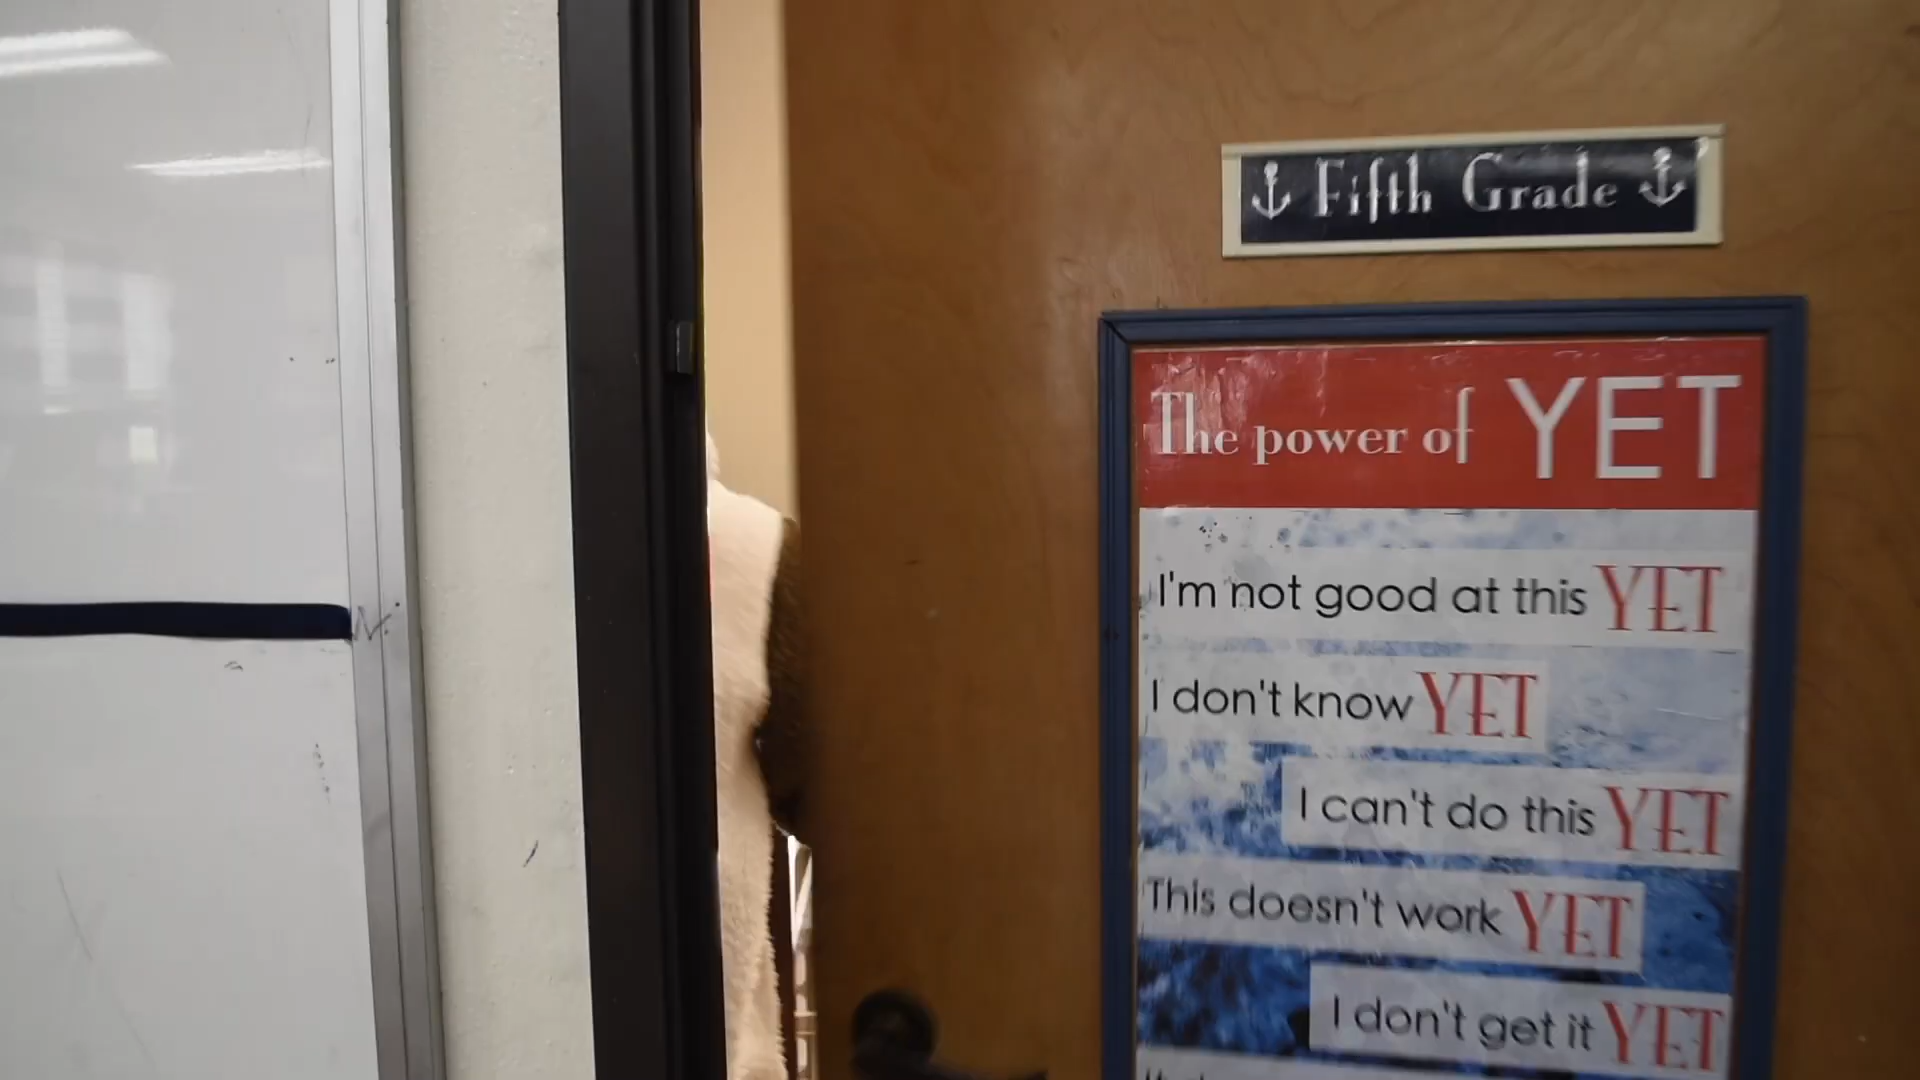 Fifth Grade
The power of YET
I'm not good at this YET
I don't know YET
I can't do this YET
This doesn't work YET
I don't get it YET